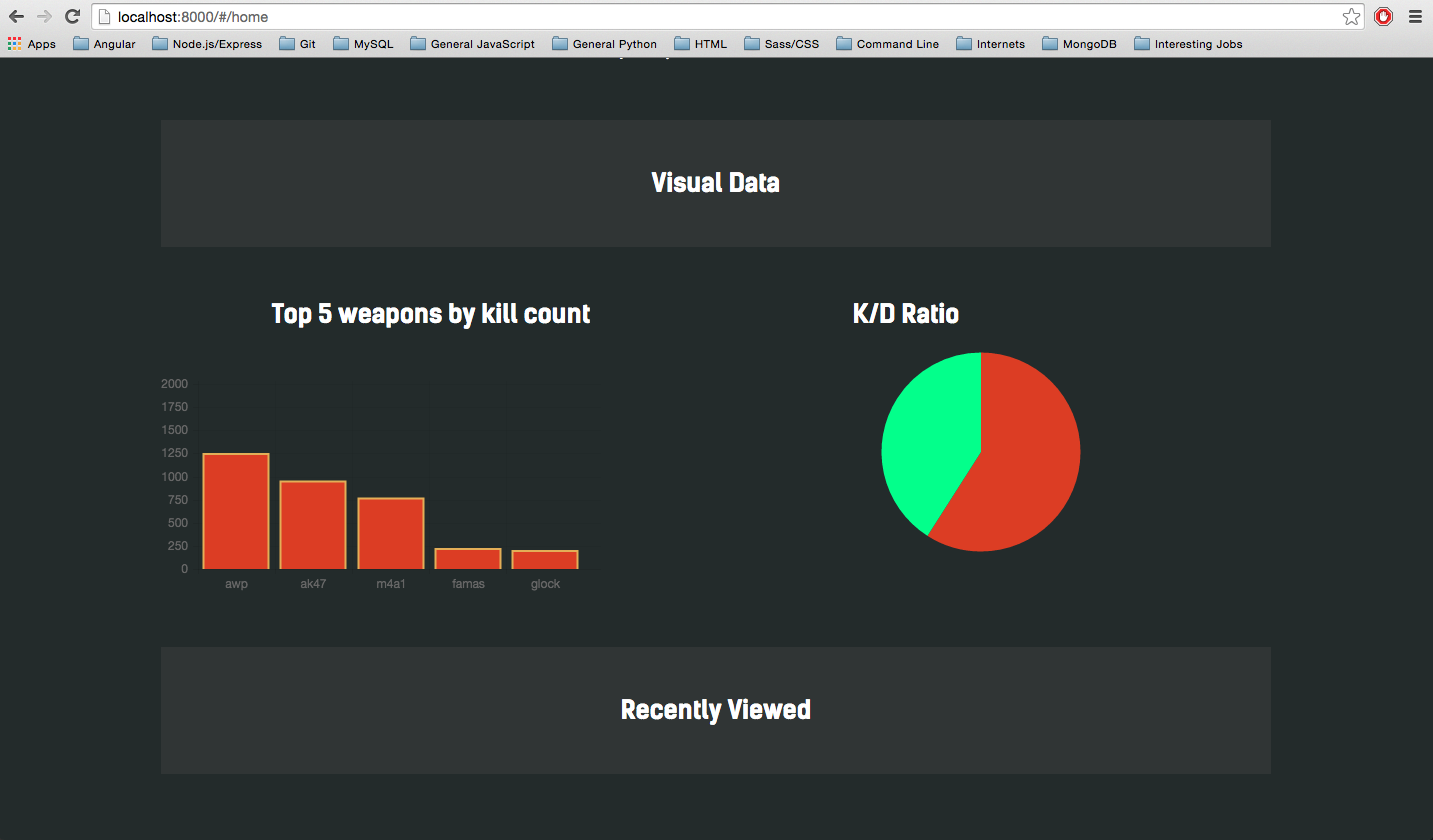 localhost:8000/#/home
Apps Angular Node.js/Express Git MySQL General JavaScript General Python HTML Sass/CSS Command Line Internets MongoDB Interesting Jobs
Visual Data
Top 5 weapons by kill count
K/D Ratio
2000
1750
1500
1250
1000
750
500
250
0
awp ak47 m4a1 famas glock
Recently Viewed